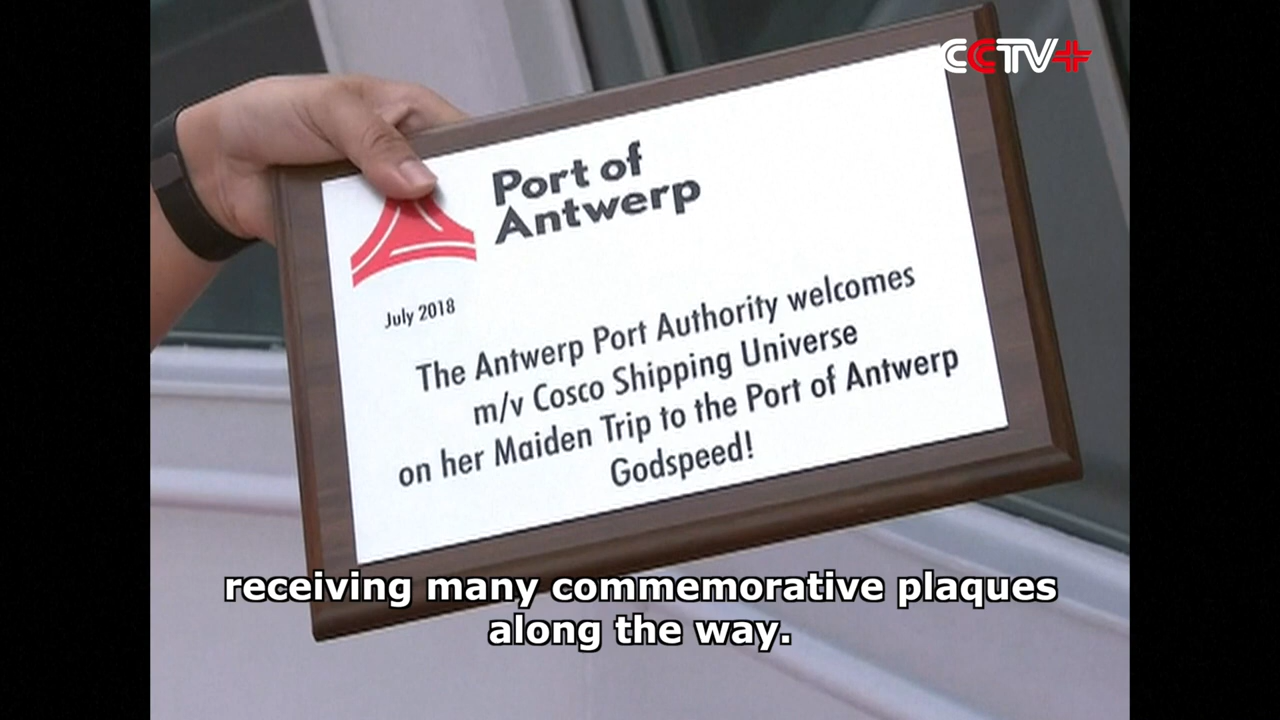 CCTV+
Port of
Antwerp
July 2018
The Antwerp Port Authority welcomes
m/v Cosco Shipping Universe
on her Maiden Trip to the Port of Antwerp
Godspeed!
receiving many commemorative plaques
along the way.